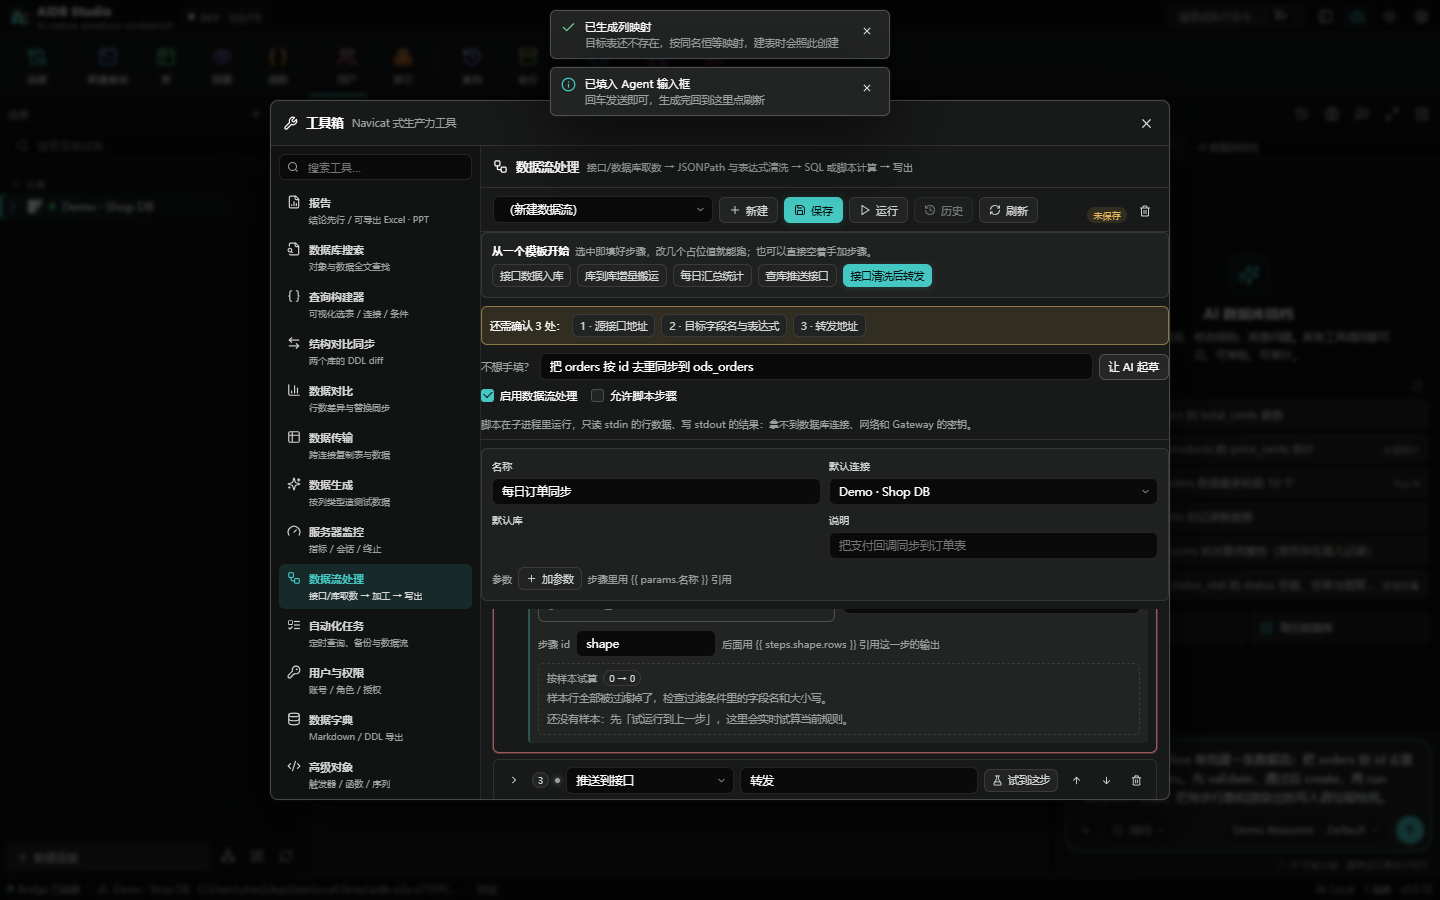 AIDB Studio
已生成列映射
目标表还不存在，按同名恒等映射，建表时会照此创建
已填入 Agent 输入框
回车发送即可，生成完回到这里点刷新
工具箱 Navicat 式生产力工具
搜索工具...
报告
结论先行 / 可导出 Excel · PPT
数据库搜索
对象与数据全文查找
查询构建器
可视化选表 / 连接 / 条件
结构对比同步
两个库的 DDL diff
数据对比
行数差异与替换同步
数据传输
跨连接复制表与数据
数据生成
按列类型造测试数据
服务器监控
指标 / 会话 / 终止
数据流处理
接口/库取数 → 加工 → 写出
自动化任务
定时查询、备份与数据流
用户与权限
账号 / 角色 / 授权
数据字典
Markdown / DDL 导出
高级对象
触发器 / 函数 / 序列
数据流处理 接口/数据库取数 → JSONPath 与表达式清洗 → SQL 或脚本计算 → 写出
(新建数据流) 新建 保存 运行 历史 刷新 未保存
从一个模板开始 选中即填好步骤，改几个占位值就能跑；也可以直接空着手加步骤。
接口数据入库 库到库增量搬运 每日汇总统计 查库推送接口 接口清洗后转发
还需确认 3 处： 1 · 源接口地址 2 · 目标字段名与表达式 3 · 转发地址
不想手填？ 把 orders 按 id 去重同步到 ods_orders 让 AI 起草
启用数据流处理 允许脚本步骤
脚本在子进程里运行，只读 stdin 的行数据、写 stdout 的结果：拿不到数据库连接、网络和 Gateway 的密钥。
名称 默认连接
每日订单同步 Demo · Shop DB
默认库 说明
把支付回调同步到订单表
参数 加参数 步骤里用 {{ params.名称 }} 引用
步骤 id shape 后面用 {{ steps.shape.rows }} 引用这一步的输出
按样本试算 0 → 0
样本行全部被过滤掉了，检查过滤条件里的字段名和大小写。
还没有样本：先「试运行到上一步」，这里会实时试算当前规则。
3 推送到接口 转发 试到这步
Demo · Shop DB